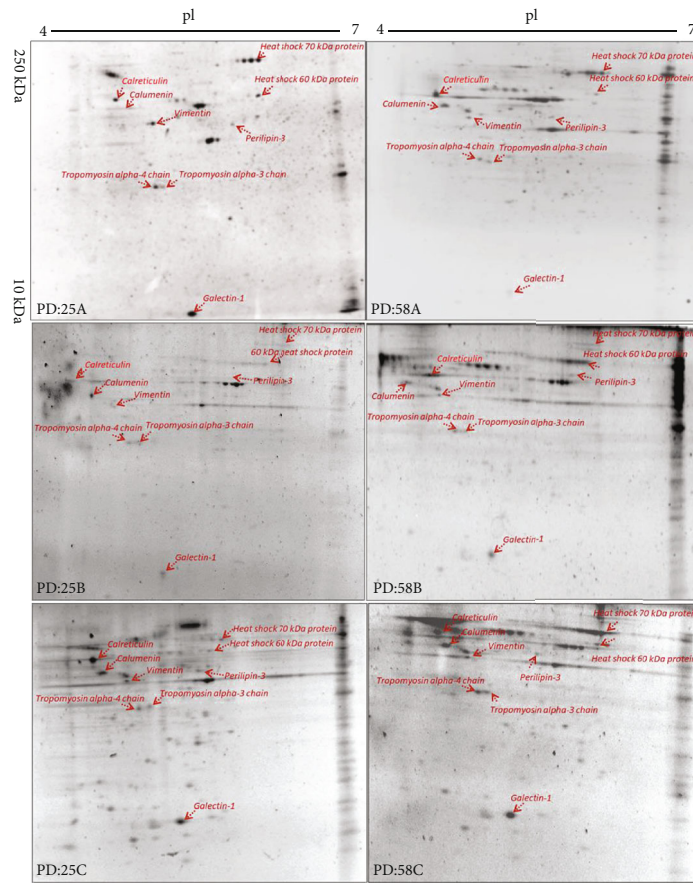 pl
pl
4
7
4
7
250 kDa
10 kDa
Heat shock 70 kDa protein
Calreticulin
Heat shock 60 kDa protein
Calumenin
Vimentin
Perilipin-3
Tropomyosin alpha-4 chain
Tropomyosin alpha-3 chain
Galectin-1
PD:25A
Heat shock 70 kDa protein
Calreticulin
Heat shock 60 kDa protein
Calumenin
Vimentin
Perilipin-3
Tropomyosin alpha-4 chain
Tropomyosin alpha-3 chain
Galectin-1
PD:58A
Heat shock 70 kDa protein
60 kDa heat shock protein
Calreticulin
Perilipin-3
Calumenin
Vimentin
Tropomyosin alpha-4 chain
Tropomyosin alpha-3 chain
Galectin-1
PD:25B
Heat shock 70 kDa protein
Heat shock 60 kDa protein
Calreticulin
Perilipin-3
Calumenin
Vimentin
Tropomyosin alpha-4 chain
Tropomyosin alpha-3 chain
Galectin-1
PD:58B
Heat shock 70 kDa protein
Heat shock 60 kDa protein
Calreticulin
Calumenin
Vimentin
Perilipin-3
Tropomyosin alpha-4 chain
Tropomyosin alpha-3 chain
Galectin-1
PD:25C
Heat shock 70 kDa protein
Calreticulin
Calumenin
Vimentin
Heat shock 60 kDa protein
Perilipin-3
Tropomyosin alpha-4 chain
Tropomyosin alpha-3 chain
Galectin-1
PD:58C